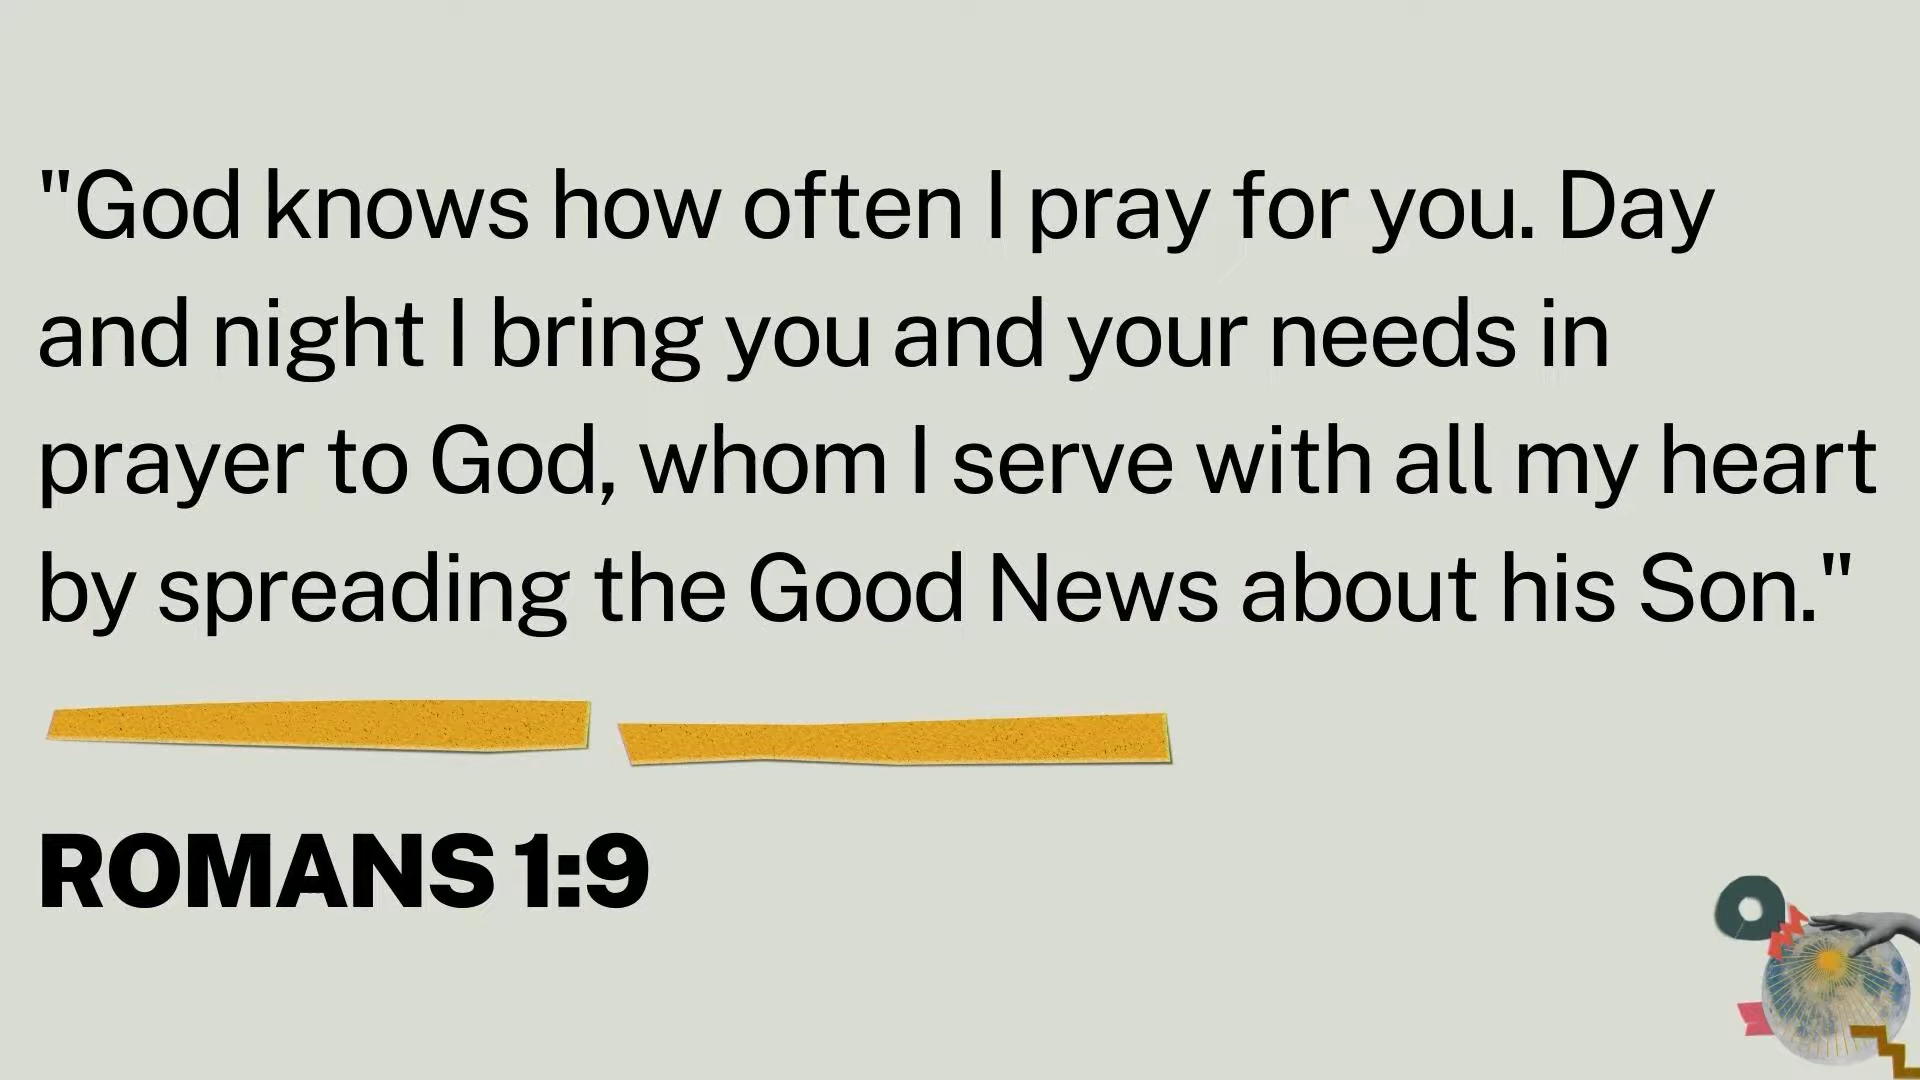 "God knows how often I pray for you. Day
and night I bring you and your needs in
prayer to God, whom I serve with all my heart
by spreading the Good News about his Son."
ROMANS 1:9